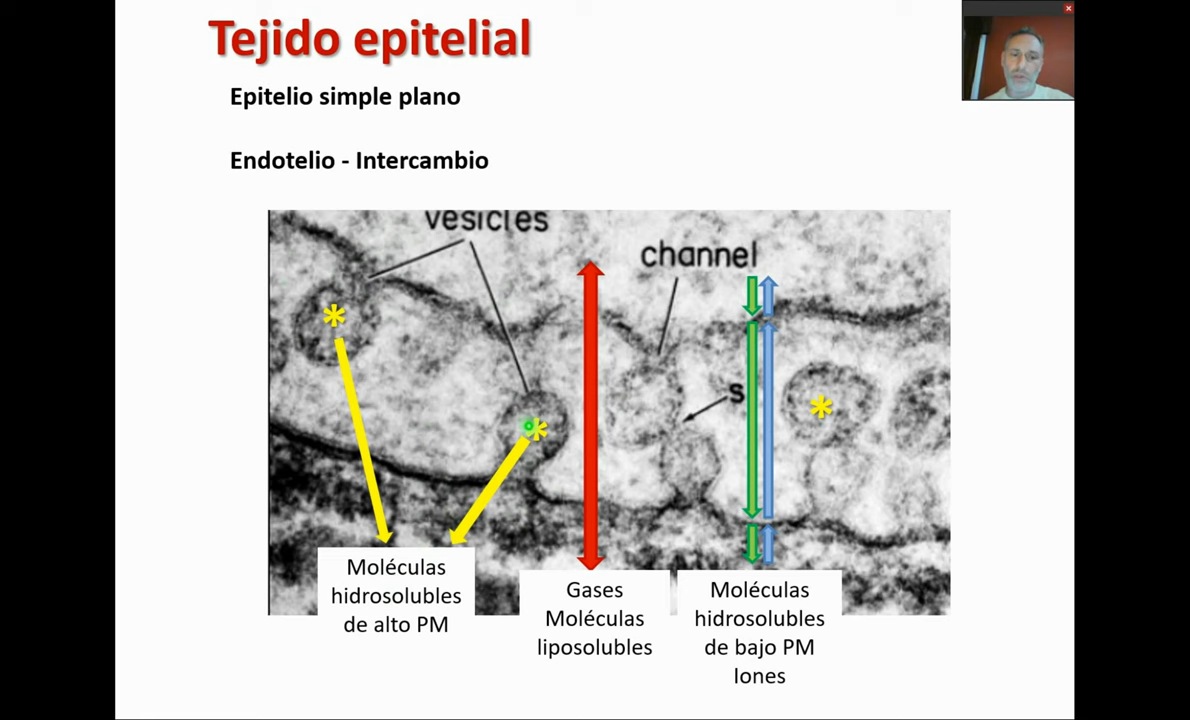 Tejido epitelial
Epitelio simple plano
Endotelio - Intercambio
vesicles
channel
s
Moléculas
hidrosolubles
de alto PM
Gases
Moléculas
liposolubles
Moléculas
hidrosolubles
de bajo PM
Iones